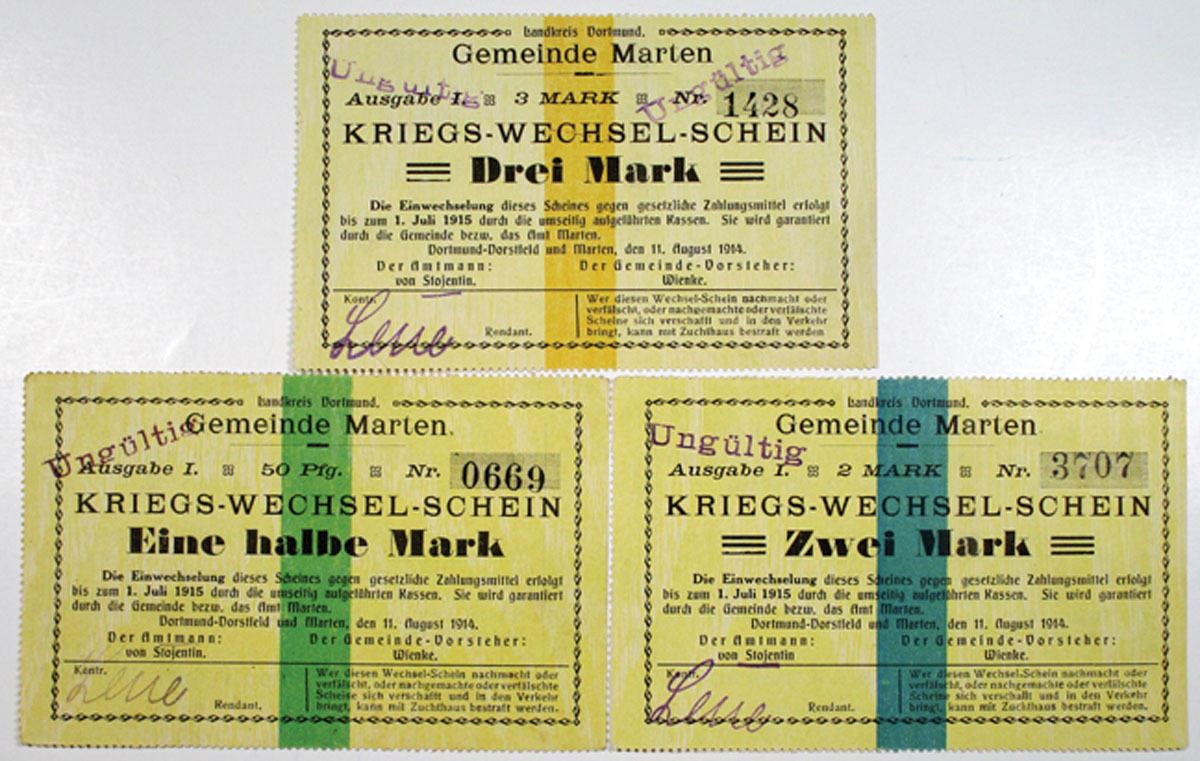 Landkreis Dortmund.
Gemeinde Marten
Ungültig
Ungültig
Ausgabe I. 3 MARK Nr. 1428
KRIEGS-WECHSEL-SCHEIN
Drei Mark
Die Einwechselung dieses Scheines gegen gesetzliche Zahlungsmittel erfolgt
bis zum 1. Juli 1915 durch die umseitig aufgeführten Kassen. Sie wird garantiert
durch die Gemeinde bezw. das Amt Marten.
Dortmund-Dorstfeld und Marten, den 11. August 1914.
Der Amtmann: Der Gemeinde-Vorsteher:
von Stojentin. Wienke.
Kontr.
Rendant.
Wer diesen Wechsel-Schein nachmacht oder
verfälscht, oder nachgemachte oder verfälschte
Scheine sich verschafft und in den Verkehr
bringt, kann mit Zuchthaus bestraft werden.
Landkreis Dortmund.
Gemeinde Marten.
Ungültig
Ausgabe I. 50 Pfg. Nr. 0669
KRIEGS-WECHSEL-SCHEIN
Eine halbe Mark
Die Einwechselung dieses Scheines gegen gesetzliche Zahlungsmittel erfolgt
bis zum 1. Juli 1915 durch die umseitig aufgeführten Kassen. Sie wird garantiert
durch die Gemeinde bezw. das Amt Marten.
Dortmund-Dorstfeld und Marten, den 11. August 1914.
Der Amtmann: Der Gemeinde-Vorsteher:
von Stojentin. Wienke.
Kontr.
Rendant.
Wer diesen Wechsel-Schein nachmacht oder
verfälscht, oder nachgemachte oder verfälschte
Scheine sich verschafft und in den Verkehr
bringt, kann mit Zuchthaus bestraft werden.
Landkreis Dortmund.
Gemeinde Marten.
Ungültig
Ausgabe I. 2 MARK Nr. 3707
KRIEGS-WECHSEL-SCHEIN
Zwei Mark
Die Einwechselung dieses Scheines gegen gesetzliche Zahlungsmittel erfolgt
bis zum 1. Juli 1915 durch die umseitig aufgeführten Kassen. Sie wird garantiert
durch die Gemeinde bezw. das Amt Marten.
Dortmund-Dorstfeld und Marten, den 11. August 1914.
Der Amtmann: Der Gemeinde-Vorsteher:
von Stojentin Wienke.
Kontr.
Rendant.
Wer diesen Wechsel-Schein nachmacht oder
verfälscht, oder nachgemachte oder verfälschte
Scheine sich verschafft und in den Verkehr
bringt, kann mit Zuchthaus bestraft werden.